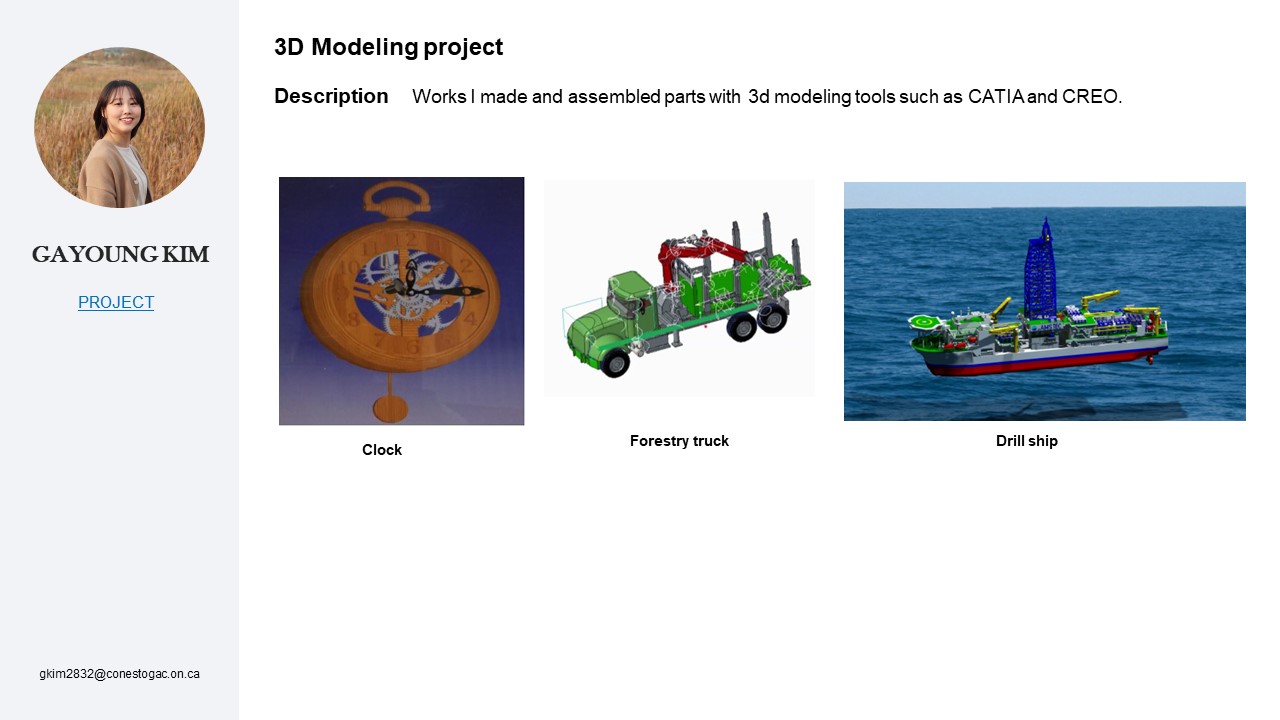 GAYOUNG KIM
PROJECT
gkim2832@conestogac.on.ca
3D Modeling project
Description Works I made and assembled parts with 3d modeling tools such as CATIA and CREO.
Clock
Forestry truck
Drill ship